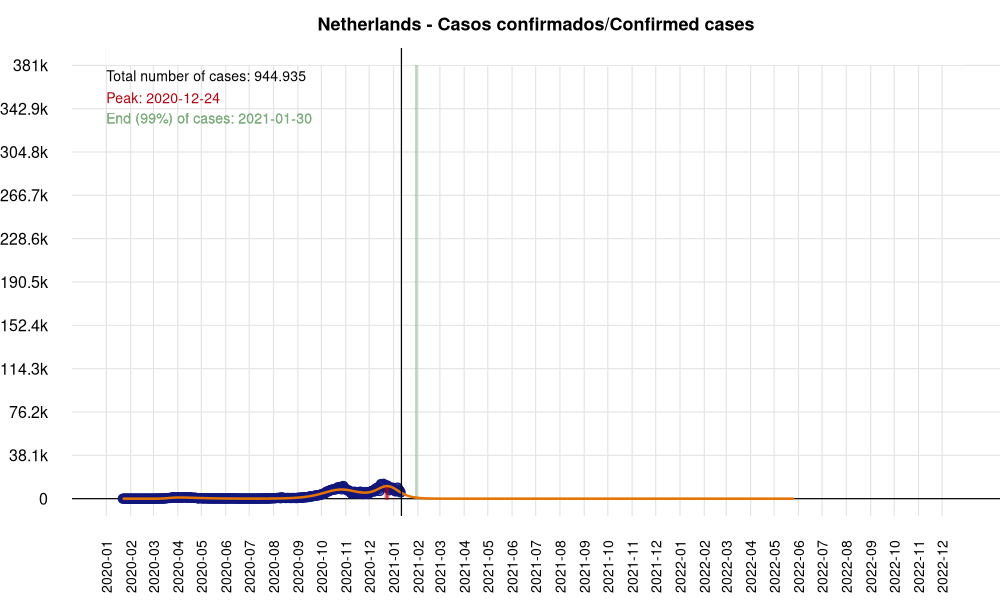 Netherlands - Casos confirmados/Confirmed cases
381k
342.9k
304.8k
266.7k
228.6k
190.5k
152.4k
114.3k
76.2k
38.1k
0
Total number of cases: 944.935
Peak: 2020-12-24
End (99%) of cases: 2021-01-30
2020-01
2020-02
2020-03
2020-04
2020-05
2020-06
2020-07
2020-08
2020-09
2020-10
2020-11
2020-12
2021-01
2021-02
2021-03
2021-04
2021-05
2021-06
2021-07
2021-08
2021-09
2021-10
2021-11
2021-12
2022-01
2022-02
2022-03
2022-04
2022-05
2022-06
2022-07
2022-08
2022-09
2022-10
2022-11
2022-12